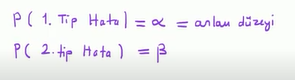 P( 1. Tip Hata) = α = anlam düzeyi
P( 2. tip Hata ) = β